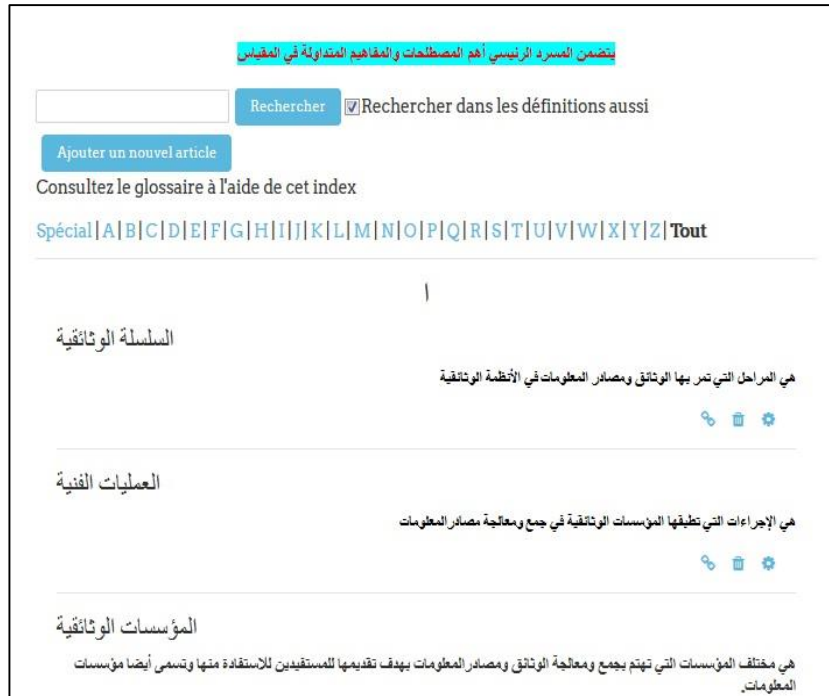 يتضمن المسرد الرئيسي أهم المصطلحات والمفاهيم المتداولة في المقياس
Rechercher Rechercher dans les définitions aussi
Ajouter un nouvel article
Consultez le glossaire à l'aide de cet index
Spécial|A|B|C|D|E|F|G|H|I|J|K|L|M|N|O|P|Q|R|S|T|U|V|W|X|Y|Z|Tout
ا
السلسلة الوثائقية
هي المراحل التي تمر بها الوثائق ومصادر المعلومات في الأنظمة الوثائقية
العمليات الفنية
هي الإجراءات التي تطبقها المؤسسات الوثائقية في جمع ومعالجة مصادر المعلومات
المؤسسات الوثائقية
هي مختلف المؤسسات التي تهتم بجمع ومعالجة الوثائق ومصادر المعلومات بهدف تقديمها للمستفيدين للاستفادة منها وتسمى أيضا مؤسسات
المعلومات.